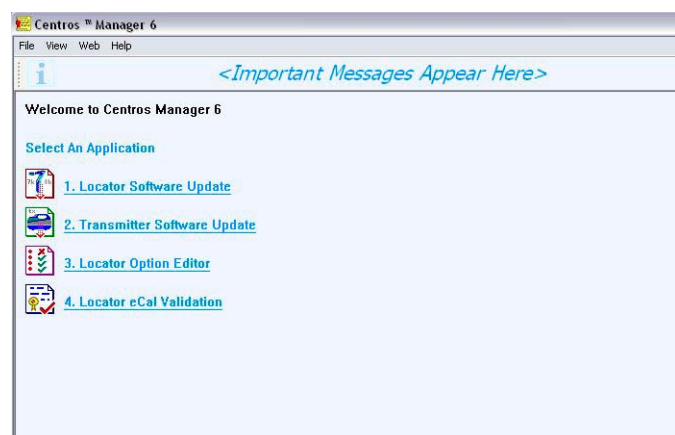 Centros ™ Manager 6
File View Web Help
<Important Messages Appear Here>
Welcome to Centros Manager 6
Select An Application
1. Locator Software Update
2. Transmitter Software Update
3. Locator Option Editor
4. Locator eCal Validation